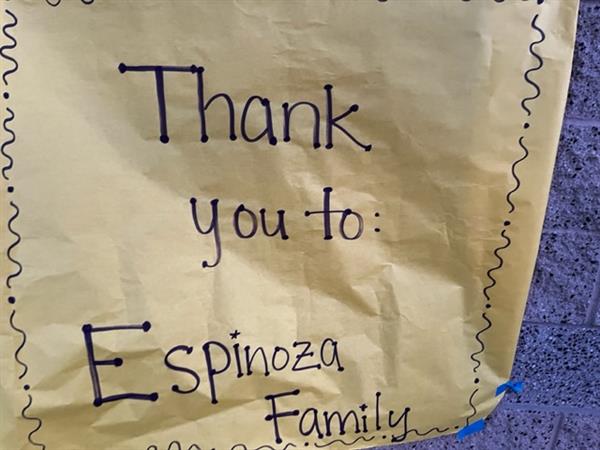 Thank
you to:
Espinoza
Family